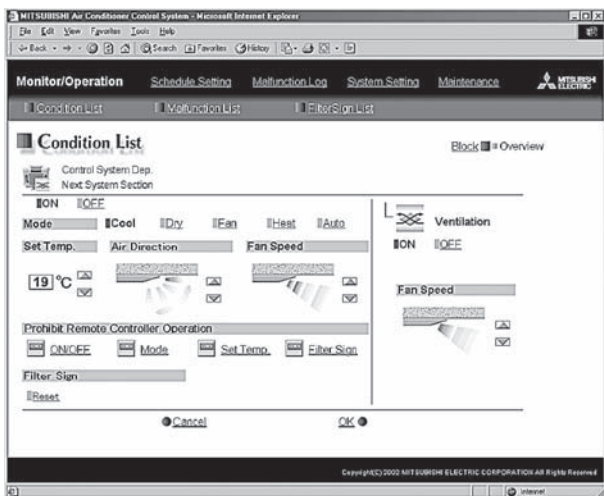 MITSUBISHI Air Conditioner Control System - Microsoft Internet Explorer
File Edit View Favorites Tools Help
Back Search Favorites History
Monitor/Operation Schedule Setting Malfunction Log System Setting Maintenance MITSUBISHI ELECTRIC
Condition List Malfunction List Filter Sign List
Condition List Block Overview
Control System Dep.
Next System Section
ON OFF
Ventilation
Mode Cool Dry Fan Heat Auto
ON OFF
Set Temp. Air Direction Fan Speed
19 °C
Fan Speed
Prohibit Remote Controller Operation
ON/OFF Mode Set Temp. Filter Sign
Filter Sign
Reset
Cancel OK
Copyright(C)2002 MITSUBISHI ELECTRIC CORPORATION All Rights Reserved
Internet